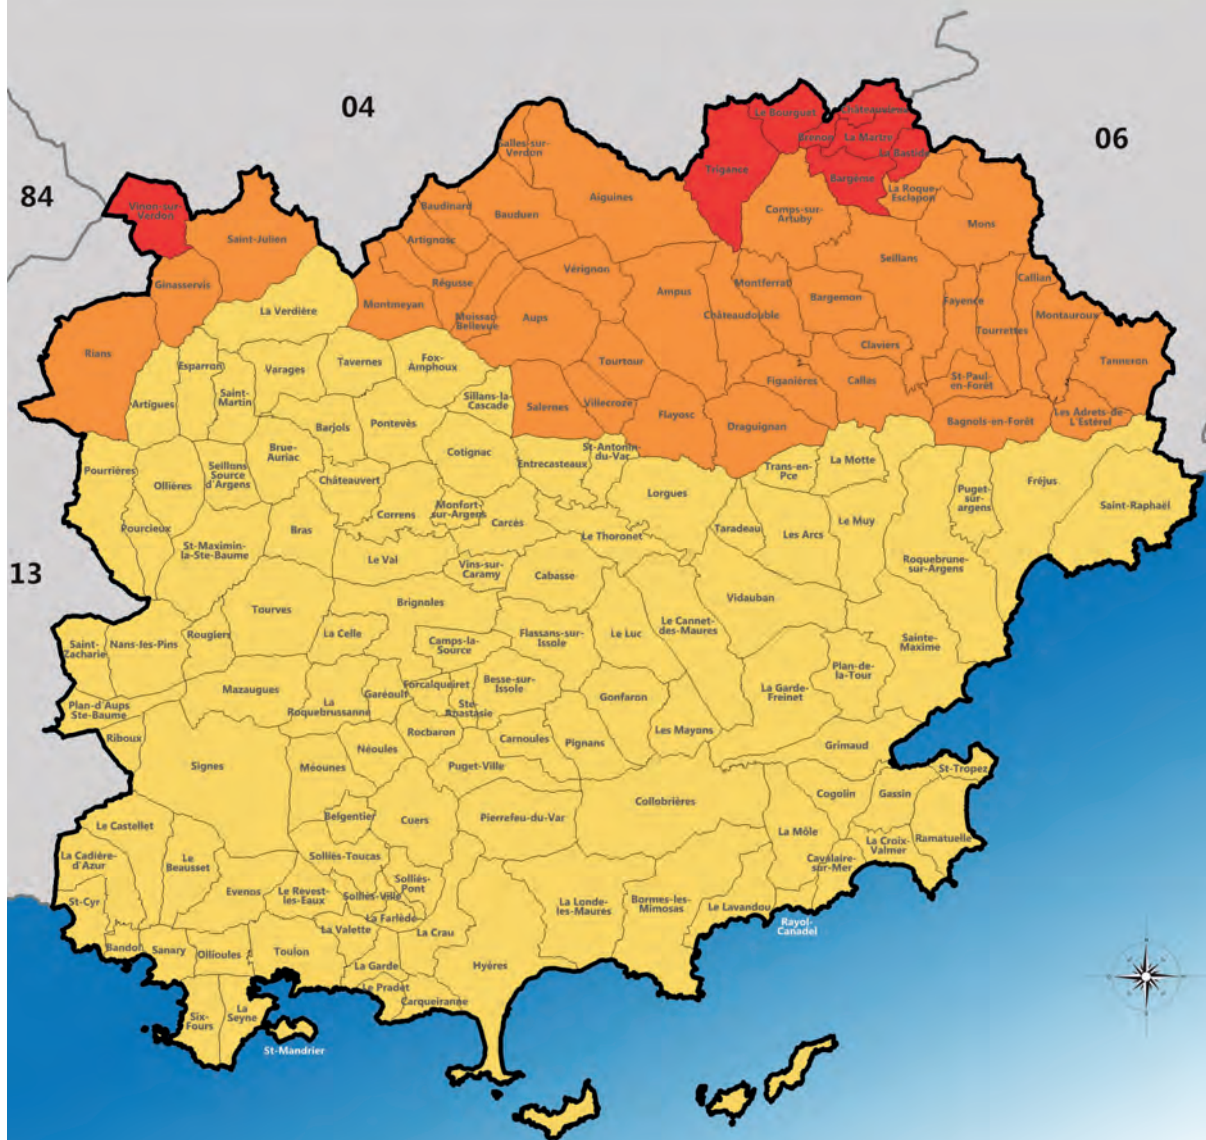 04
06
84
13
Le Bourguet
Châteauvieux
Brenon
La Martre
La Bastide
Trigance
Bargème
La Roque-
Esclapon
Salles-sur-
Verdon
Aiguines
Baudinard
Bauduen
Artignosc
Comps-sur-
Artuby
Mons
Vinon-sur-
Verdon
Saint-Julien
Ginasservis
Vérignon
Seillans
Régusse
Ampus
Montferrat
Bargemon
Callian
Fayence
Montauroux
Tourrettes
La Verdière
Montmeyan
Moissac-
Bellevue
Aups
Châteaudouble
Claviers
Rians
Esparron
Varages
Tavernes
Fox-
Amphoux
Tourtour
Figanières
Callas
St-Paul
en-Forêt
Tanneron
Artigues
Saint-
Martin
Sillans-la-
Cascade
Salernes
Villecroze
Flayosc
Draguignan
Bagnols-en-Forêt
Les Adrets-de-
L'Estérel
Barjols
Pontevès
Cotignac
Entrecasteaux
St-Antonin-
du-Var
Trans-en-
Pce
La Motte
Pourrières
Ollières
Seillons
Source
d'Argens
Brue-
Auriac
Châteauvert
Lorgues
Puget-
sur-
argens
Fréjus
Saint-Raphaël
Pourcieux
St-Maximin-
la-Ste-Baume
Bras
Correns
Monfort-
sur-Argens
Carcès
Le Thoronet
Taradeau
Les Arcs
Le Muy
Roquebrune-
sur-Argens
Le Val
Vins-sur-
Caramy
Cabasse
Tourves
Brignoles
Vidauban
Saint-
Zacharie
Nans-les-Pins
Rougiers
La Celle
Camps-la-
Source
Flassans-sur-
Issole
Le Luc
Le Cannet-
des-Maures
Sainte-
Maxime
Plan-de-
la-Tour
Plan-d'Aups
Ste-Baume
Mazaugues
La
Roquebrussanne
Garéoult
Forcalqueiret
Ste-
Anastasie
Besse-sur-
Issole
Gonfaron
La Garde-
Freinet
Riboux
Signes
Méounes
Néoules
Rocbaron
Carnoules
Pignans
Les Mayons
Grimaud
Puget-Ville
St-Tropez
Le Castellet
Belgentier
Cuers
Pierrefeu-du-Var
Collobrières
Cogolin
Gassin
La Môle
La Croix-
Valmer
Ramatuelle
La Cadière-
d'Azur
Le
Beausset
Solliès-Toucas
Cavalaire-
sur-Mer
St-Cyr
Evenos
Le Revest-
les-Eaux
Solliès-Ville
Solliès-
Pont
La Londe-
les-Maures
Bormes-les-
Mimosas
Le Lavandou
Rayol-
Canadel
La Farlède
La Valette
La Crau
Bandol
Sanary
Ollioules
Toulon
La Garde
Hyères
Le Pradet
Carqueiranne
Six-
Fours
La
Seyne
St-Mandrier